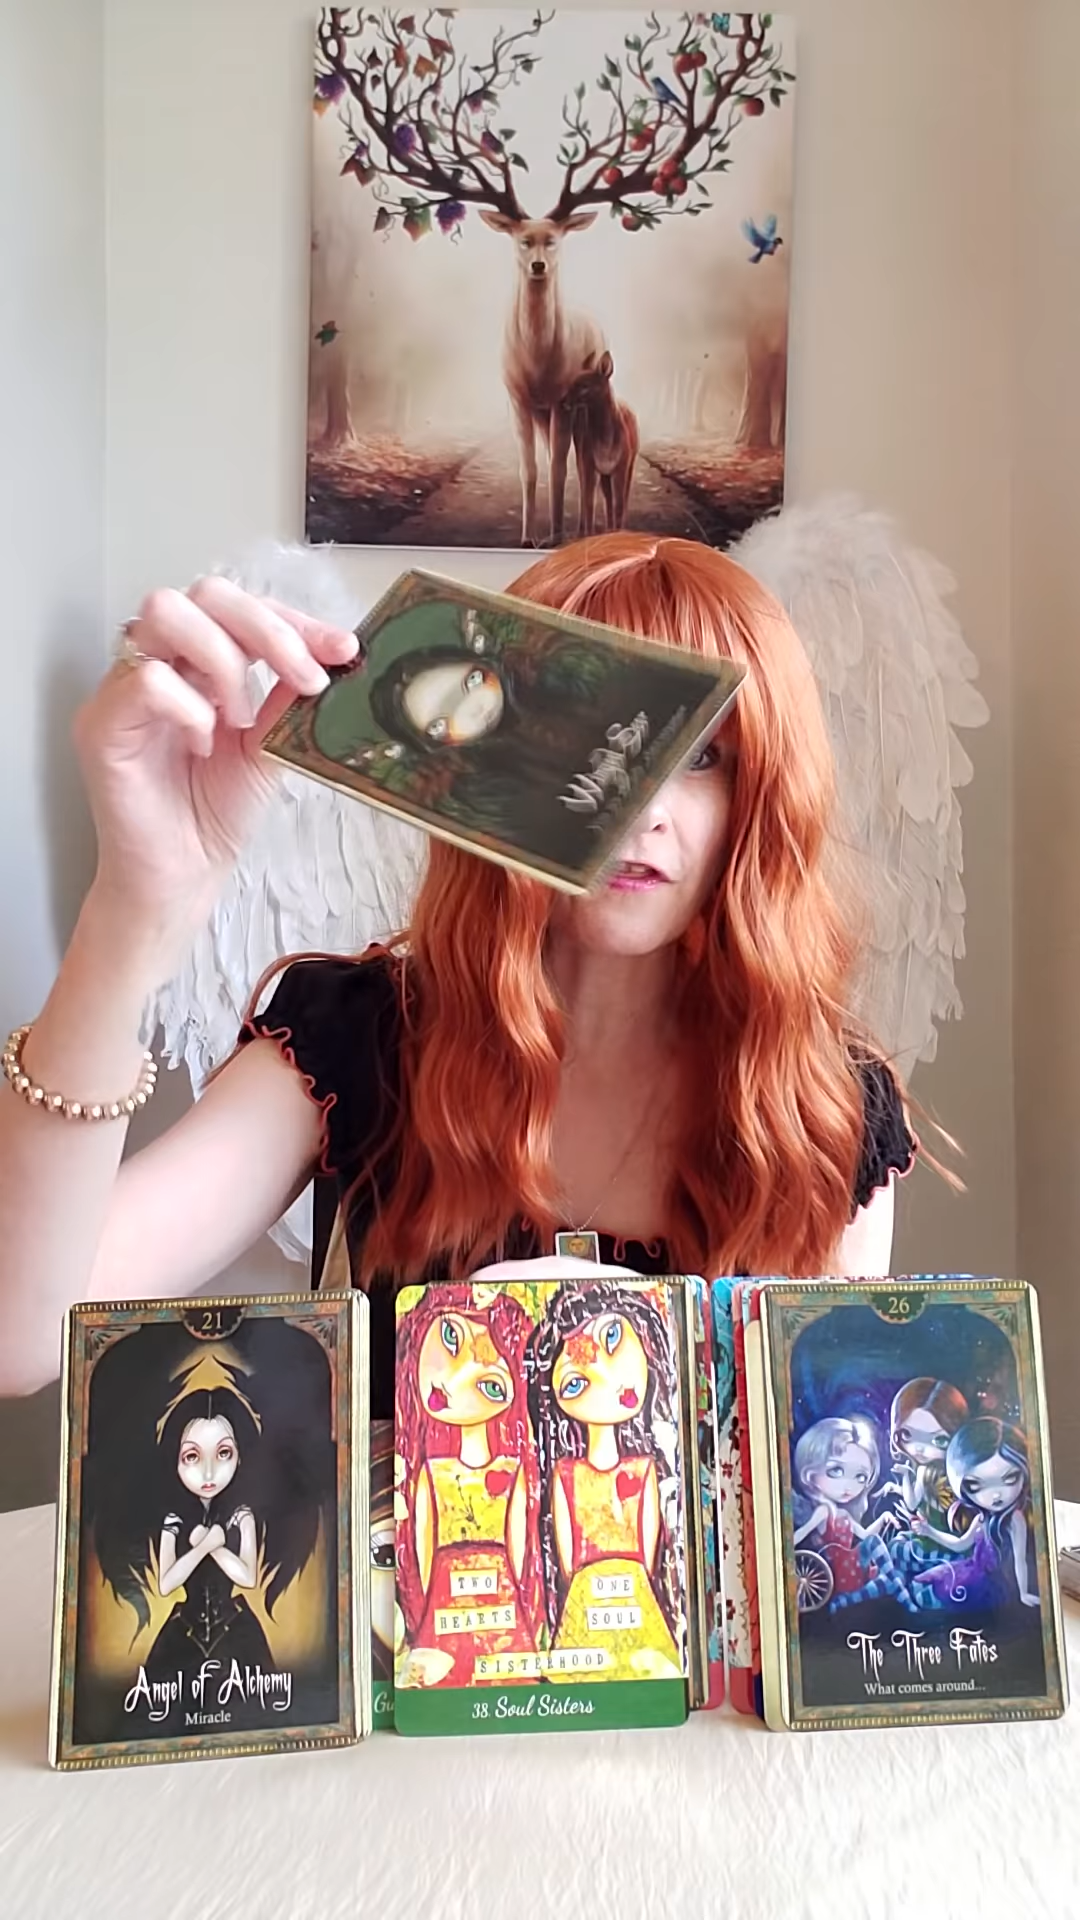 21
Angel of Alchemy
Miracle
TWO
HEARTS
ONE
SOUL
SISTERHOOD
38. Soul Sisters
26
The Three Fates
What comes around...